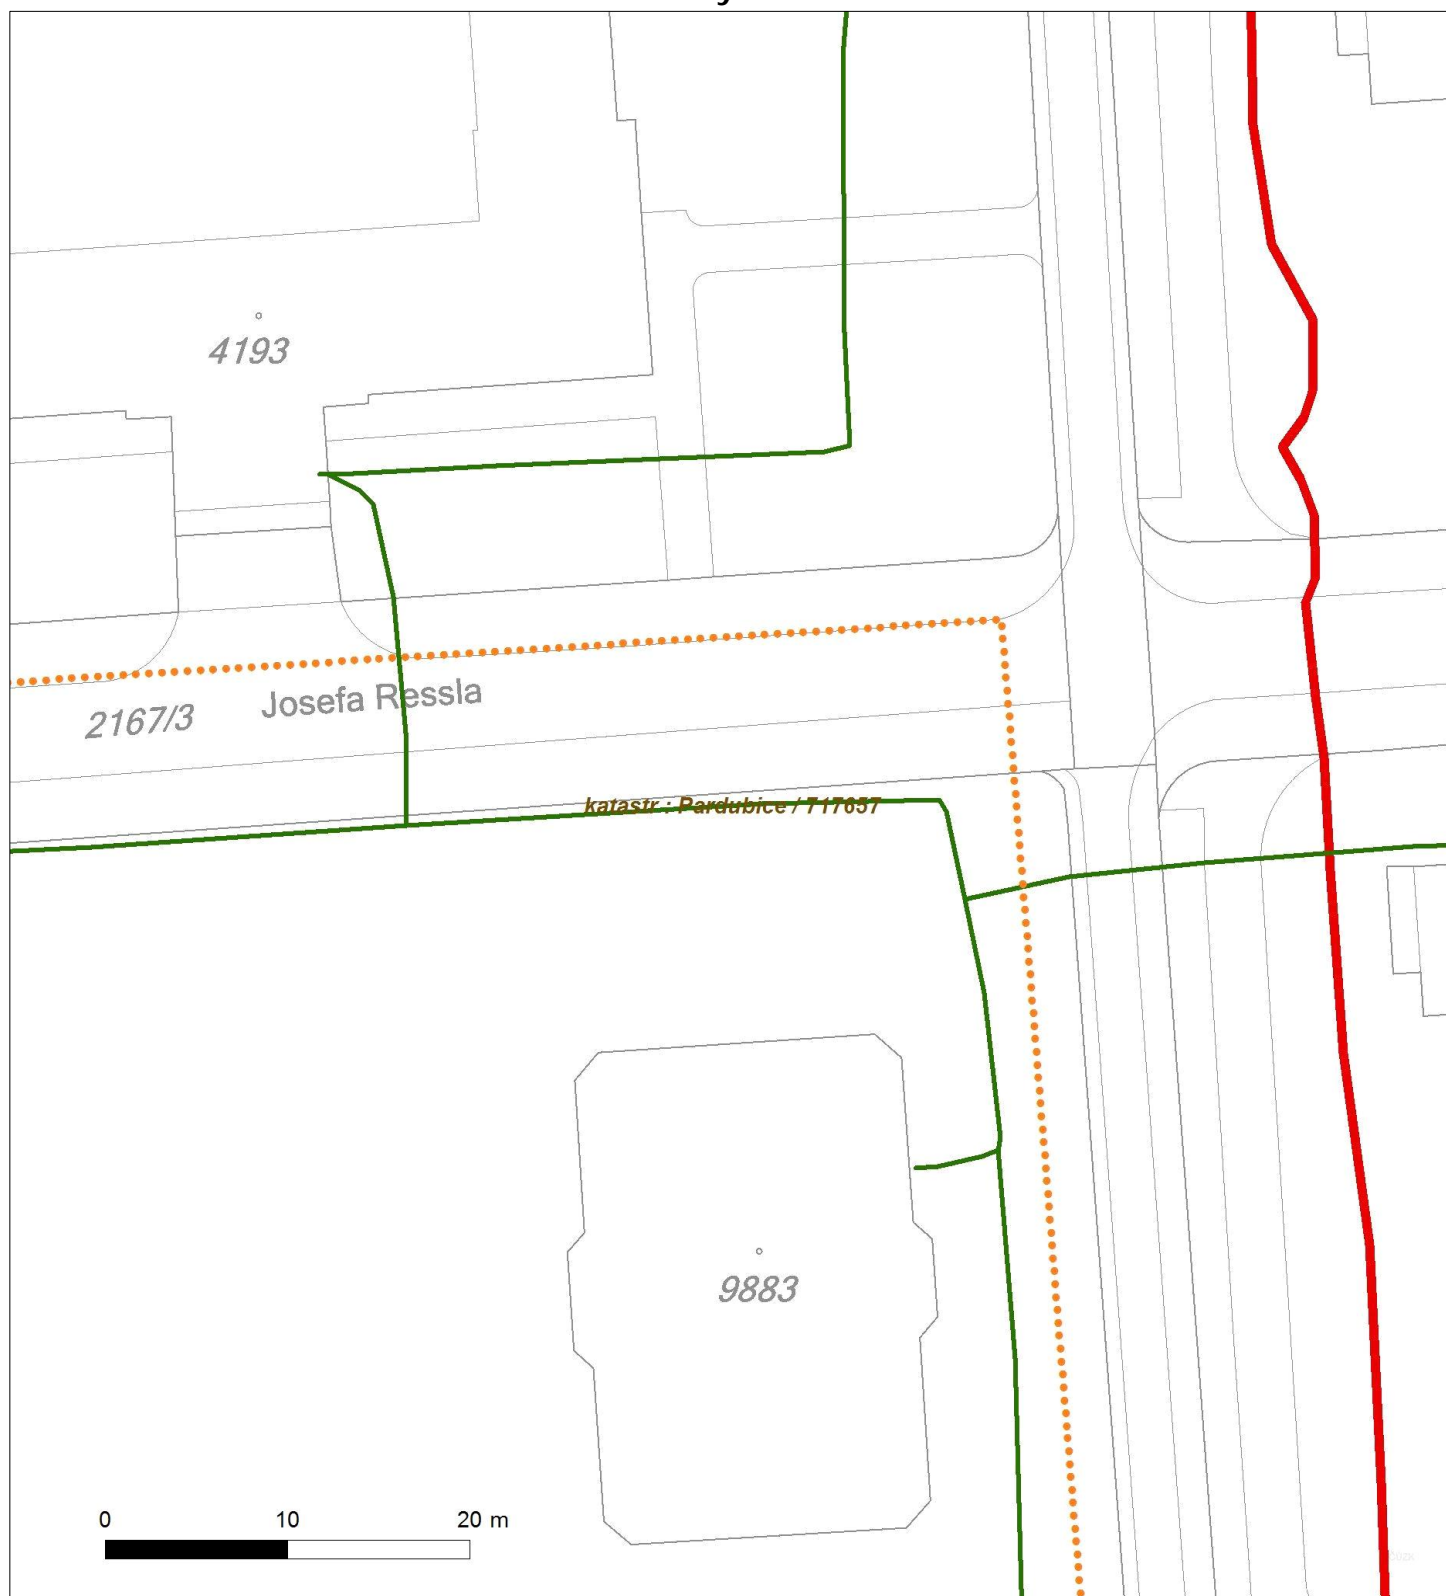 4193
2167/3
Josefa Ressla
katastr : Pardubice / 717657
9883
0 10 20 m